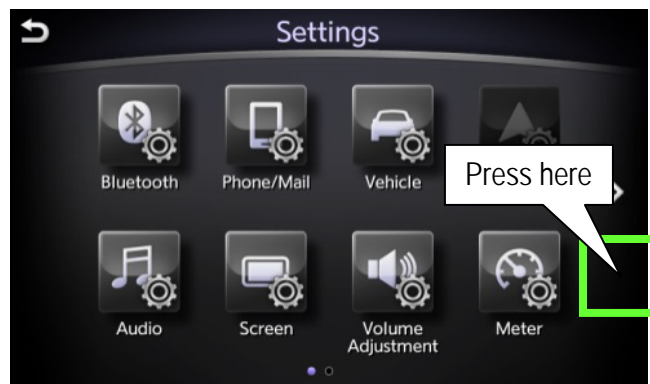 Settings
Bluetooth
Phone/Mail
Vehicle
Press here
Audio
Screen
Volume
Adjustment
Meter